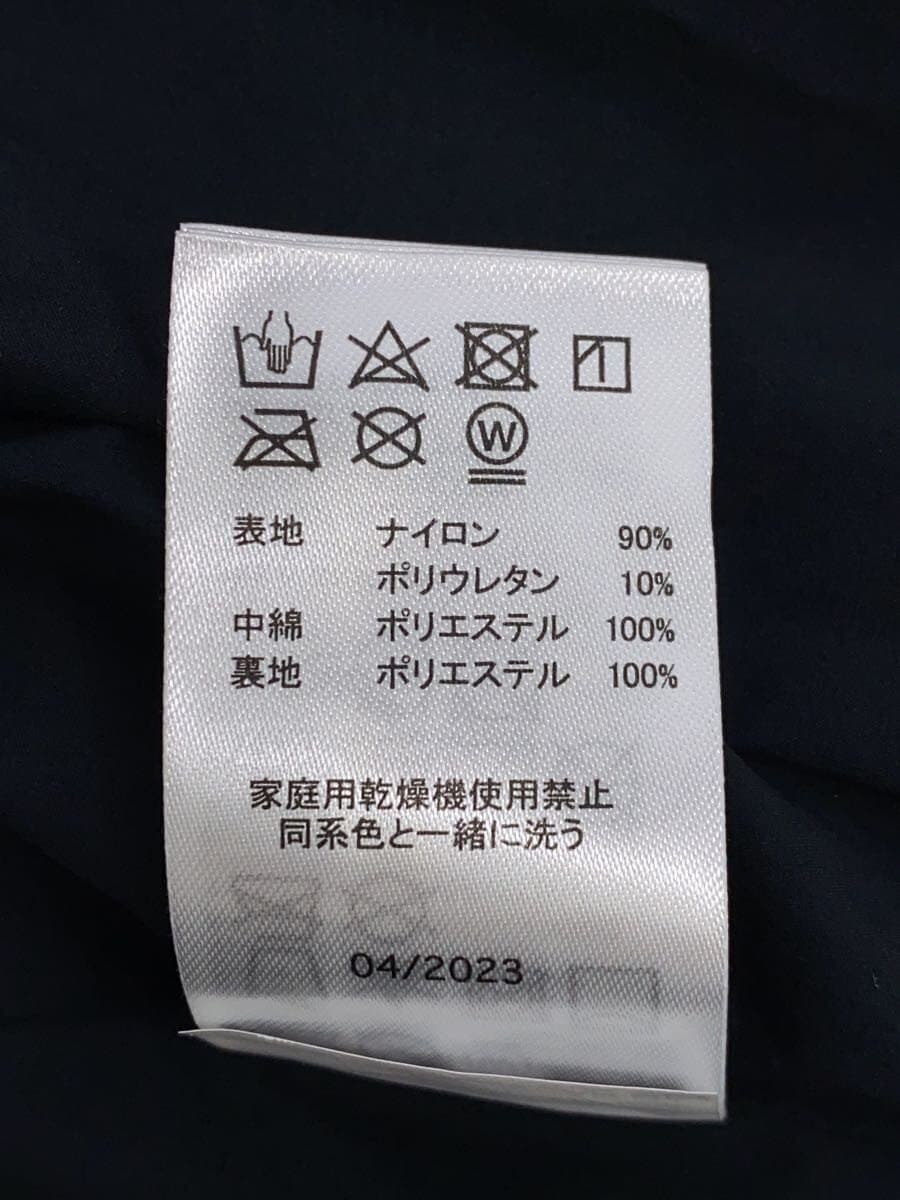 W
表地 ナイロン 90%
ポリウレタン 10%
中綿 ポリエステル 100%
裏地 ポリエステル 100%
家庭用乾燥機使用禁止
同系色と一緒に洗う
04/2023